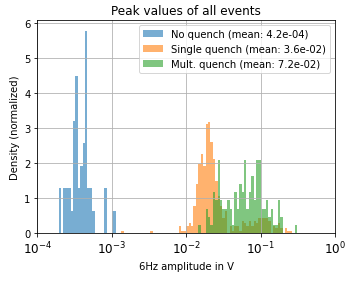 Peak values of all events
No quench (mean: 4.2e-04)
Single quench (mean: 3.6e-02)
Mult. quench (mean: 7.2e-02)
Density (normalized)
6
5
4
3
2
1
0
10⁻⁴ 10⁻³ 10⁻² 10⁻¹ 10⁰
6Hz amplitude in V